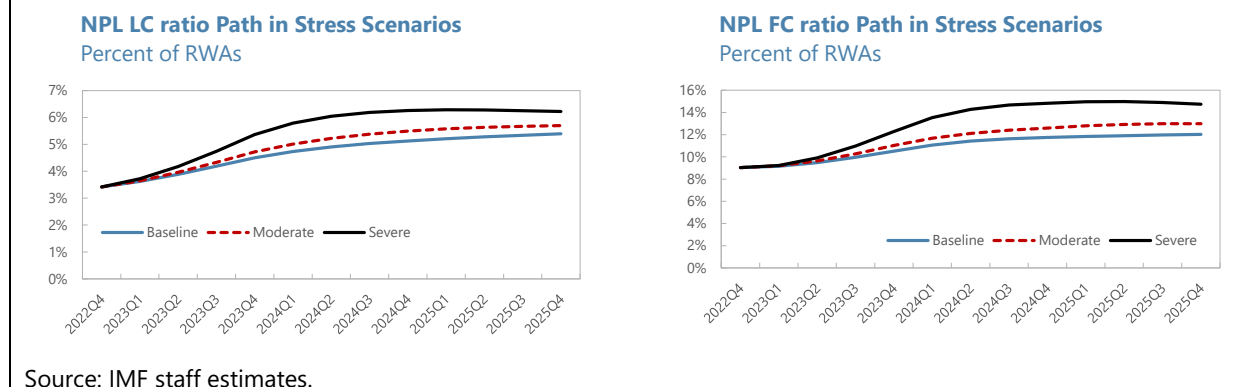 NPL LC ratio Path in Stress Scenarios
Percent of RWAs
7%
6%
5%
4%
3%
2%
1%
0%
Baseline Moderate Severe
2022Q4 2023Q1 2023Q2 2023Q3 2023Q4 2024Q1 2024Q2 2024Q3 2024Q4 2025Q1 2025Q2 2025Q3 2025Q4
NPL FC ratio Path in Stress Scenarios
Percent of RWAs
16%
14%
12%
10%
8%
6%
4%
2%
0%
Baseline Moderate Severe
2022Q4 2023Q1 2023Q2 2023Q3 2023Q4 2024Q1 2024Q2 2024Q3 2024Q4 2025Q1 2025Q2 2025Q3 2025Q4
Source: IMF staff estimates.